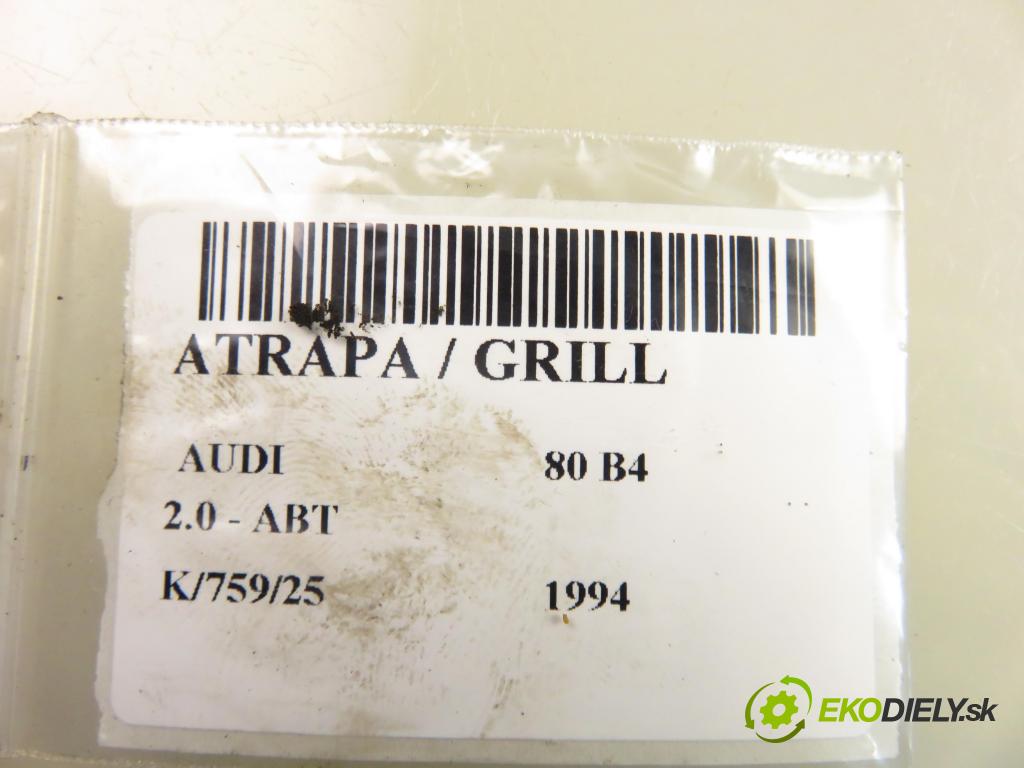 ATRAPA / GRILL
AUDI 80 B4
2.0 - ABT
K/759/25 1994
EKODIELY.sk